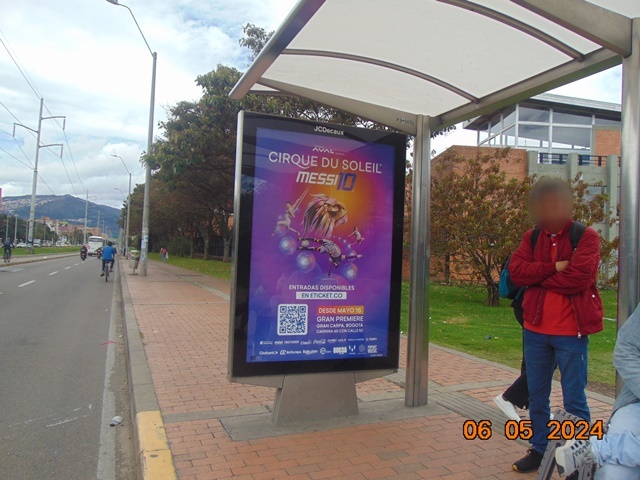 JCDecaux
AVAL
CIRQUE DU SOLEIL
MESSI10
ENTRADAS DISPONIBLES
EN ETICKET.CO
DESDE MAYO 16
GRAN PREMIERE
GRAN CARPA, BOGOTÁ
06 05 2024